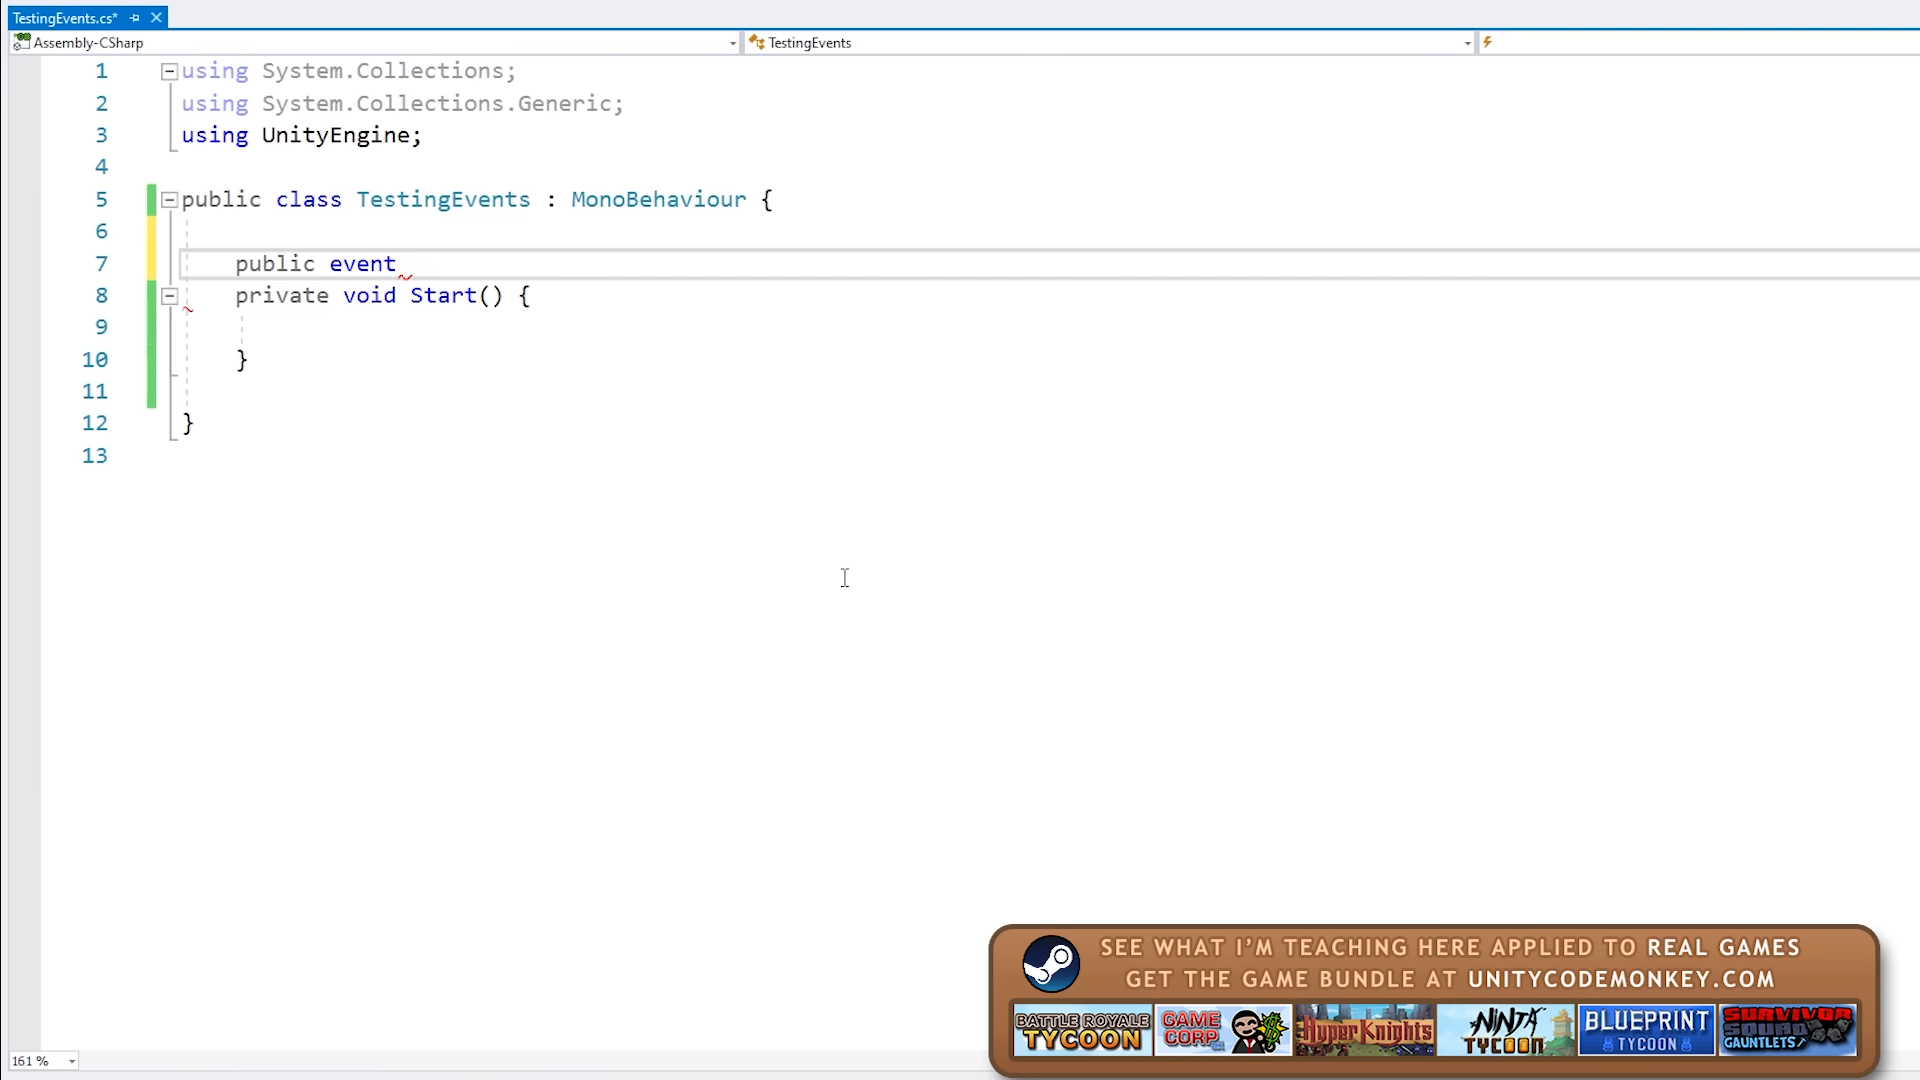 TestingEvents.cs*
Assembly-CSharp
TestingEvents
1 using System.Collections;
2 using System.Collections.Generic;
3 using UnityEngine;
4
5 public class TestingEvents : MonoBehaviour {
6
7 public event
8 private void Start() {
9
10 }
11
12 }
13
SEE WHAT I'M TEACHING HERE APPLIED TO REAL GAMES
GET THE GAME BUNDLE AT UNITYCODEMONKEY.COM
BATTLE ROYALE TYCOON
GAME CORP
HYPER KNIGHTS
NINJA TYCOON
BLUEPRINT TYCOON
SURVIVOR SQUAD GAUNTLETS
161 %